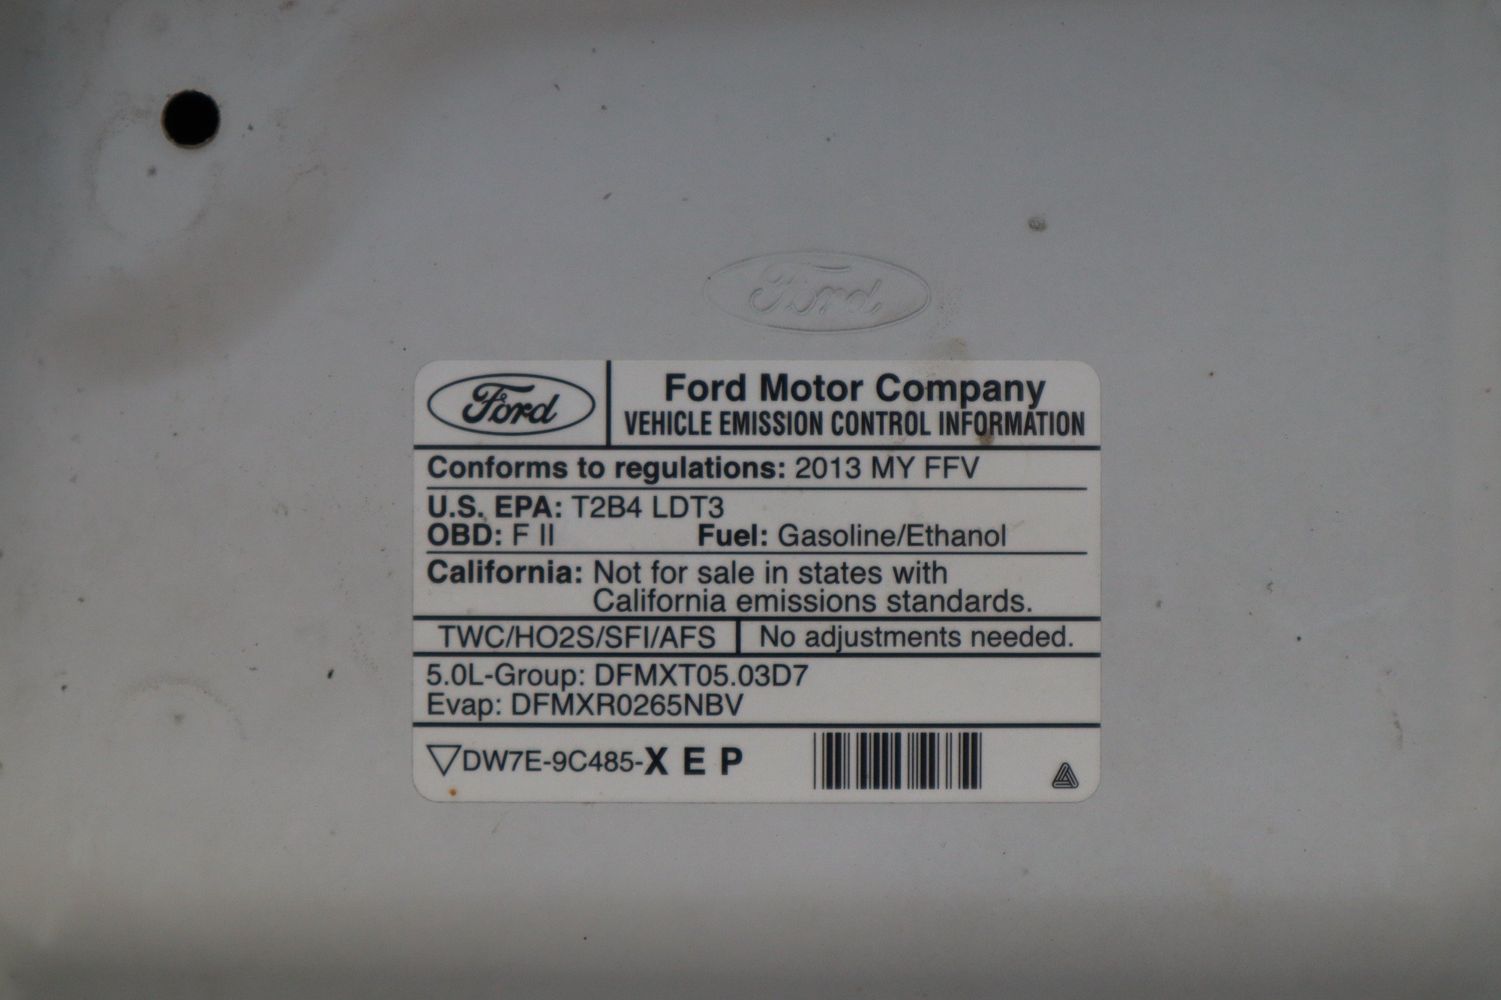 Ford
Ford
Ford Motor Company
VEHICLE EMISSION CONTROL INFORMATION
Conforms to regulations: 2013 MY FFV
U.S. EPA: T2B4 LDT3
OBD: F II Fuel: Gasoline/Ethanol
California: Not for sale in states with
California emissions standards.
TWC/HO2S/SFI/AFS No adjustments needed.
5.0L-Group: DFMXT05.03D7
Evap: DFMXR0265NBV
DW7E-9C485-X E P